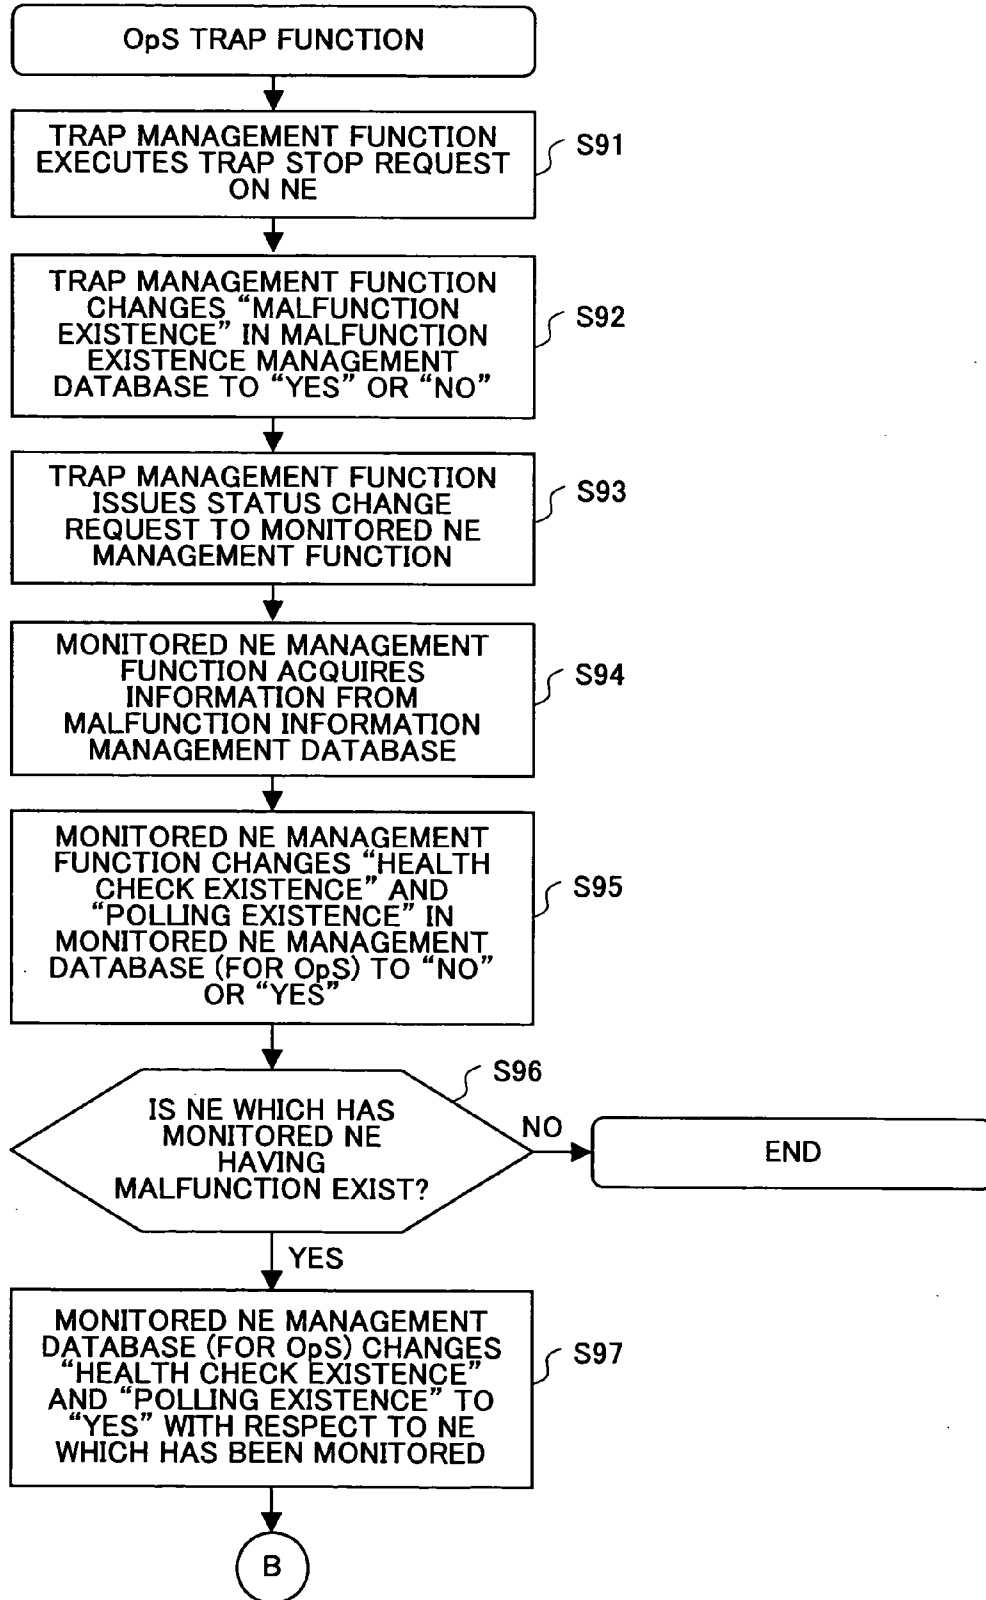 OpS TRAP FUNCTION
TRAP MANAGEMENT FUNCTION
EXECUTES TRAP STOP REQUEST
ON NE
S91
TRAP MANAGEMENT FUNCTION
CHANGES “MALFUNCTION
EXISTENCE” IN MALFUNCTION
EXISTENCE MANAGEMENT
DATABASE TO “YES” OR “NO”
S92
TRAP MANAGEMENT FUNCTION
ISSUES STATUS CHANGE
REQUEST TO MONITORED NE
MANAGEMENT FUNCTION
S93
MONITORED NE MANAGEMENT
FUNCTION ACQUIRES
INFORMATION FROM
MALFUNCTION INFORMATION
MANAGEMENT DATABASE
S94
MONITORED NE MANAGEMENT
FUNCTION CHANGES “HEALTH
CHECK EXISTENCE” AND
“POLLING EXISTENCE” IN
MONITORED NE MANAGEMENT
DATABASE (FOR OpS) TO “NO”
OR “YES”
S95
IS NE WHICH HAS
MONITORED NE
HAVING
MALFUNCTION EXIST?
S96
NO
END
YES
MONITORED NE MANAGEMENT
DATABASE (FOR OpS) CHANGES
“HEALTH CHECK EXISTENCE”
AND “POLLING EXISTENCE” TO
“YES” WITH RESPECT TO NE
WHICH HAS BEEN MONITORED
S97
B